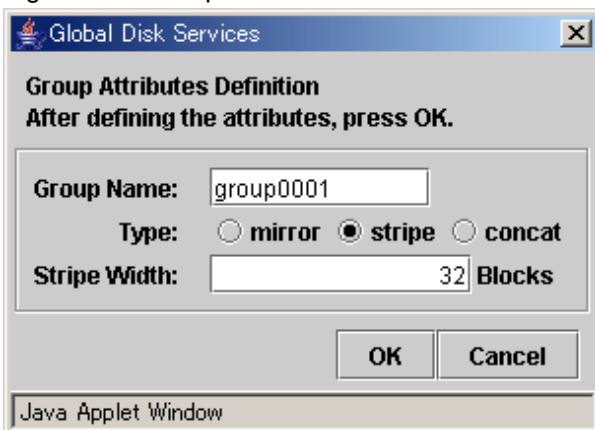 Global Disk Services
Group Attributes Definition
After defining the attributes, press OK.
Group Name: group0001
Type: mirror stripe concat
Stripe Width: 32 Blocks
OK Cancel
Java Applet Window